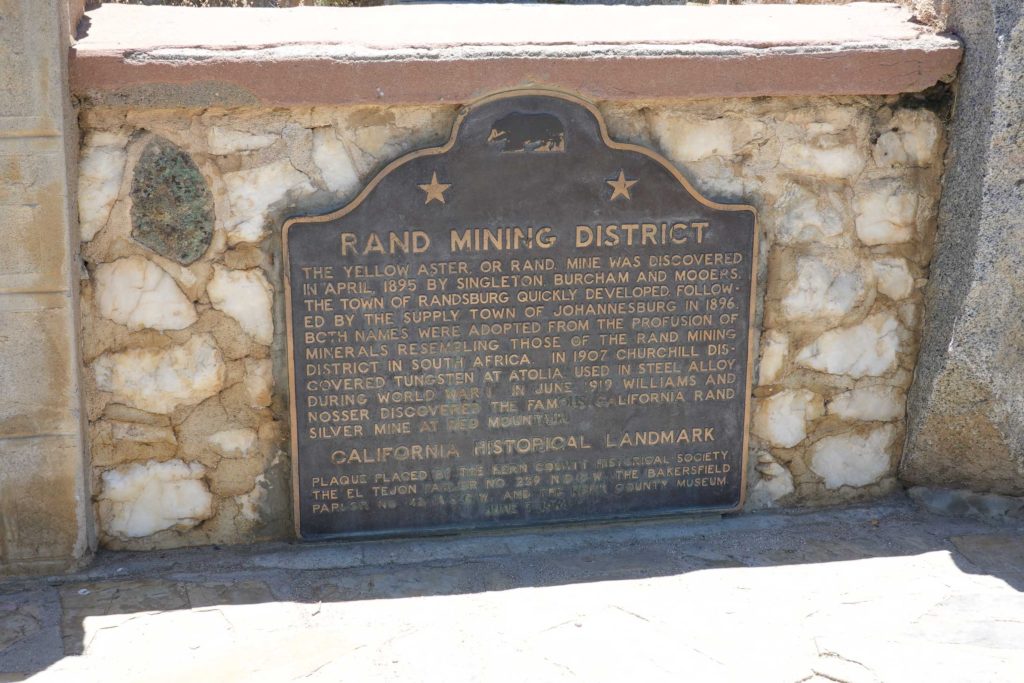 RAND MINING DISTRICT
THE YELLOW ASTER, OR RAND, MINE WAS DISCOVERED
IN APRIL, 1895 BY SINGLETON, BURCHAM AND MOOERS.
THE TOWN OF RANDSBURG QUICKLY DEVELOPED, FOLLOW-
ED BY THE SUPPLY TOWN OF JOHANNESBURG IN 1896.
BOTH NAMES WERE ADOPTED FROM THE PROFUSION OF
MINERALS RESEMBLING THOSE OF THE RAND MINING
DISTRICT IN SOUTH AFRICA. IN 1907 CHURCHILL DIS-
COVERED TUNGSTEN AT ATOLIA, USED IN STEEL ALLOY
DURING WORLD WAR I. IN JUNE, 1919 WILLIAMS AND
NOSSER DISCOVERED THE FAMOUS CALIFORNIA RAND
SILVER MINE AT RED MOUNTAIN.
CALIFORNIA HISTORICAL LANDMARK
PLAQUE PLACED BY THE KERN COUNTY HISTORICAL SOCIETY
THE EL TEJON PARLOR NO. 239 N.D.G.W. THE BAKERSFIELD
PARLOR NO. 42 AND THE KERN COUNTY MUSEUM
JUNE